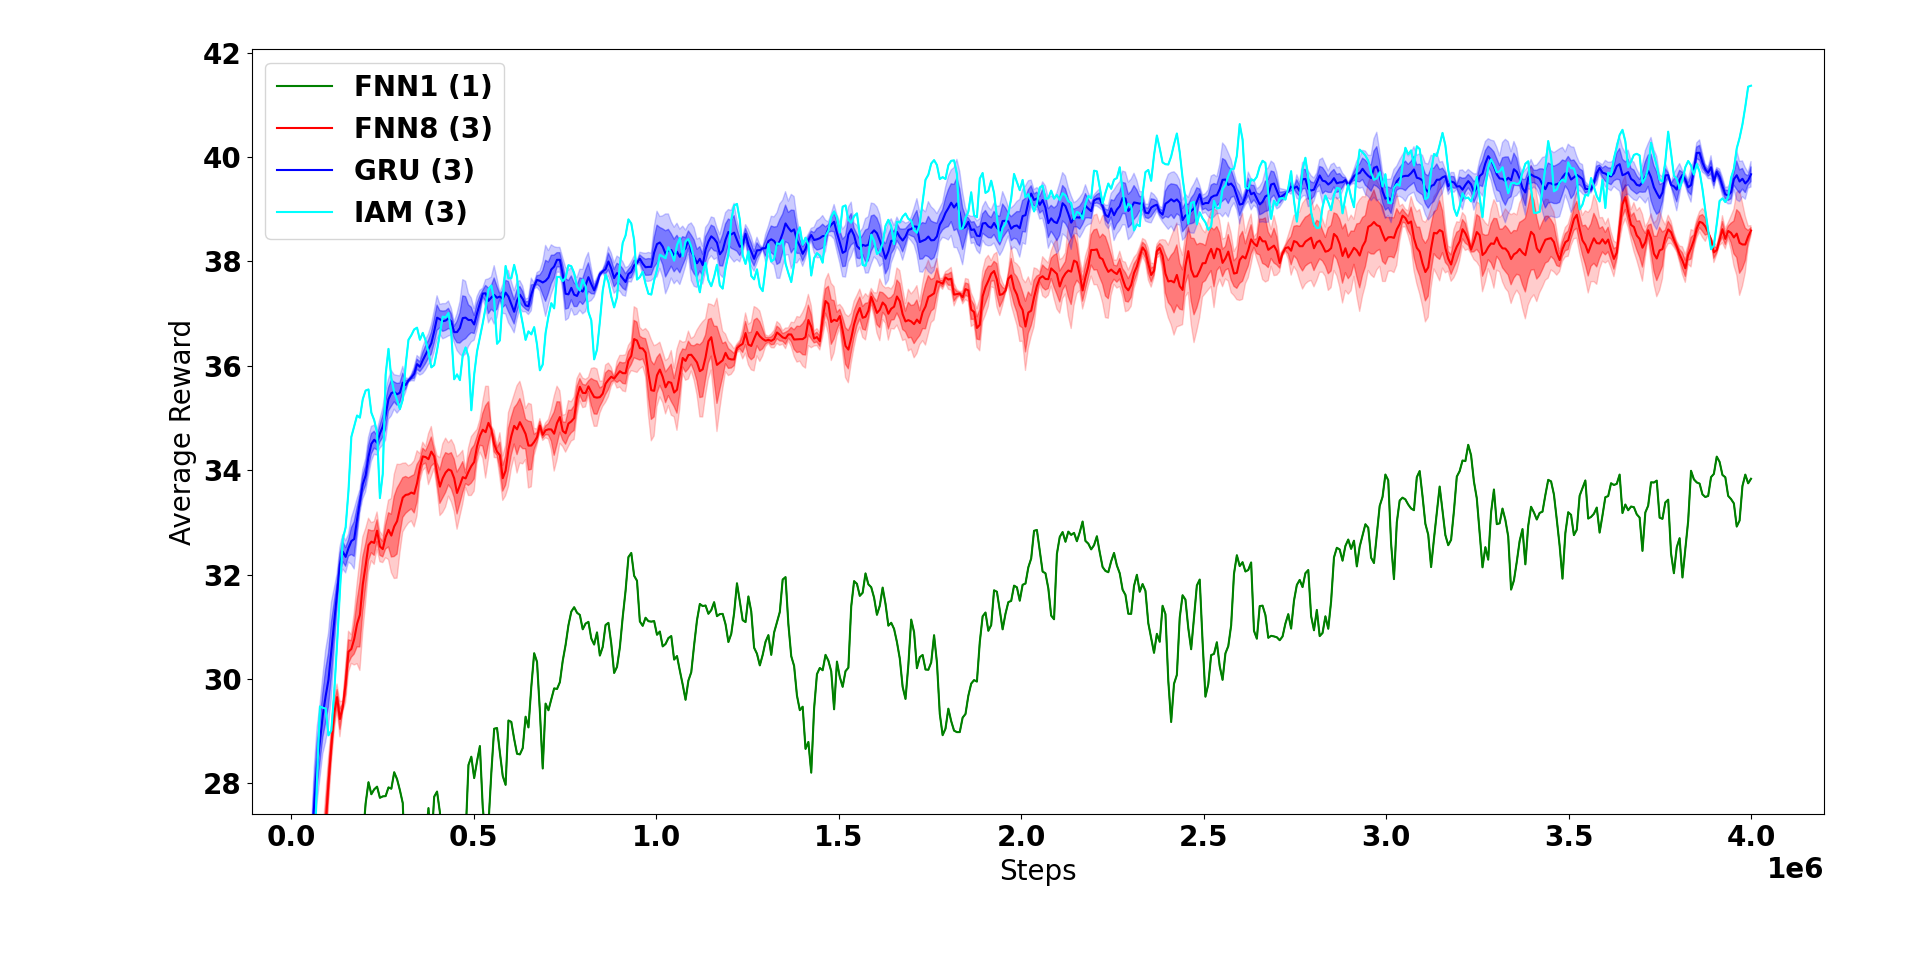 42
40
38
36
34
32
30
28
Average Reward
FNN1 (1)
FNN8 (3)
GRU (3)
IAM (3)
0.0 0.5 1.0 1.5 2.0 2.5 3.0 3.5 4.0
Steps
1e6